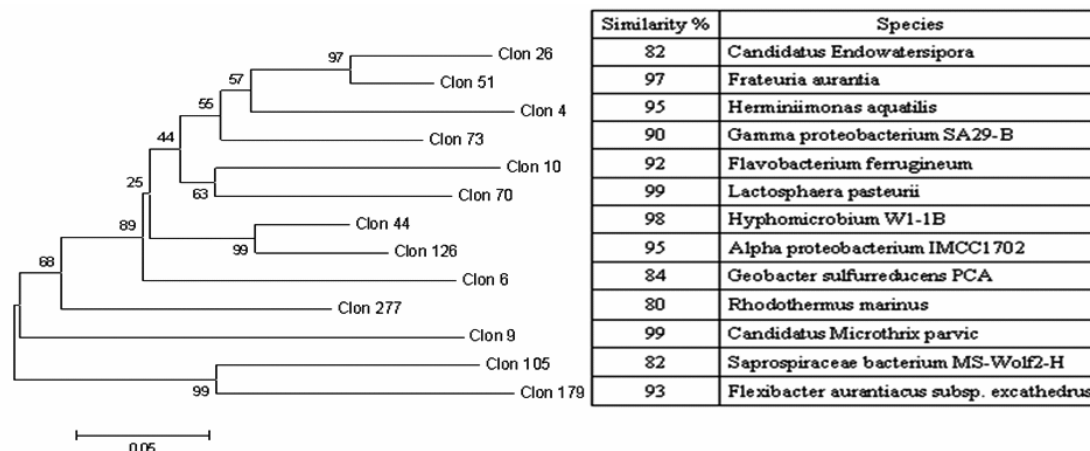 Similarity % Species
97 Clon 26 82 Candidatus Endowatersipora
57 Clon 51 97 Frateuria aurantia
55 Clon 4 95 Herminiimonas aquatilis
44 Clon 73 90 Gamma proteobacterium SA29-B
Clon 10 92 Flavobacterium ferrugineum
25 63 Clon 70 99 Lactosphaera pasteurii
89 Clon 44 98 Hyphomicrobium W1-1B
99 Clon 126 95 Alpha proteobacterium IMCC1702
68 Clon 6 84 Geobacter sulfurreducens PCA
Clon 277 80 Rhodothermus marinus
Clon 9 99 Candidatus Microthrix parvic
Clon 105 82 Saprospiraceae bacterium MS-Wolf2-H
99 Clon 179 93 Flexibacter aurantiacus subsp. excathedrus
0.05